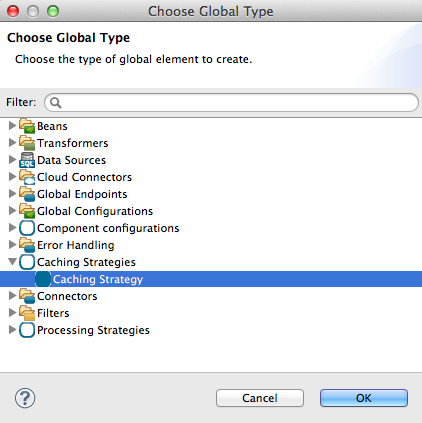 Choose Global Type
Choose Global Type
Choose the type of global element to create.
Filter:
Beans
Transformers
SQL Data Sources
Cloud Connectors
Global Endpoints
Global Configurations
Component configurations
Error Handling
Caching Strategies
Caching Strategy
Connectors
Filters
Processing Strategies
? Cancel OK